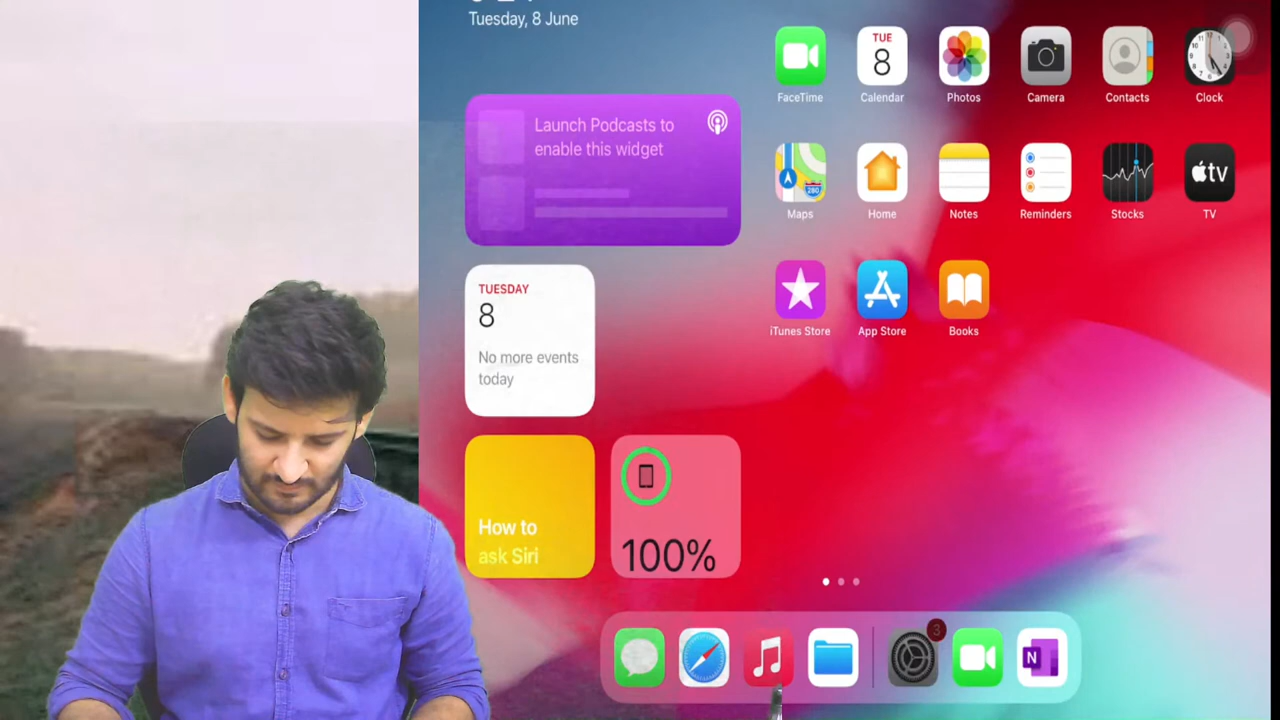 Tuesday, 8 June
Launch Podcasts to
enable this widget
TUESDAY
8
No more events
today
How to
ask Siri
100%
FaceTime
TUE
8
Calendar
Photos
Camera
Contacts
Clock
280
Maps
Home
Notes
Reminders
Stocks
tv
TV
iTunes Store
App Store
Books
3
N